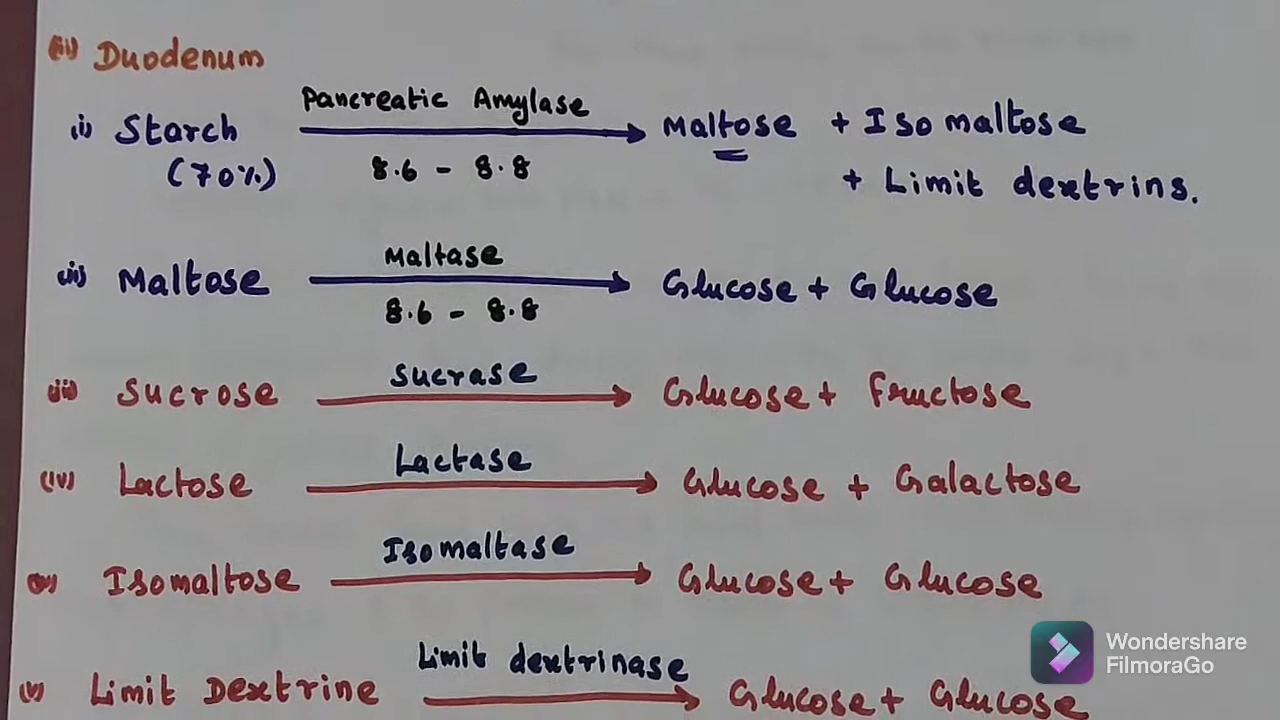 (ii) Duodenum
Pancreatic Amylase
(i) Starch → Maltose + Isomaltose
(70%) 8.6 - 8.8 + Limit dextrins.
Maltase
(ii) Maltose → Glucose + Glucose
8.6 - 8.8
Sucrase
(iii) Sucrose → Glucose + Fructose
Lactase
(iv) Lactose → Glucose + Galactose
Isomaltase
(v) Isomaltose → Glucose + Glucose
Limit dextrinase
(v) Limit Dextrine → Glucose + Glucose
Wondershare
FilmoraGo